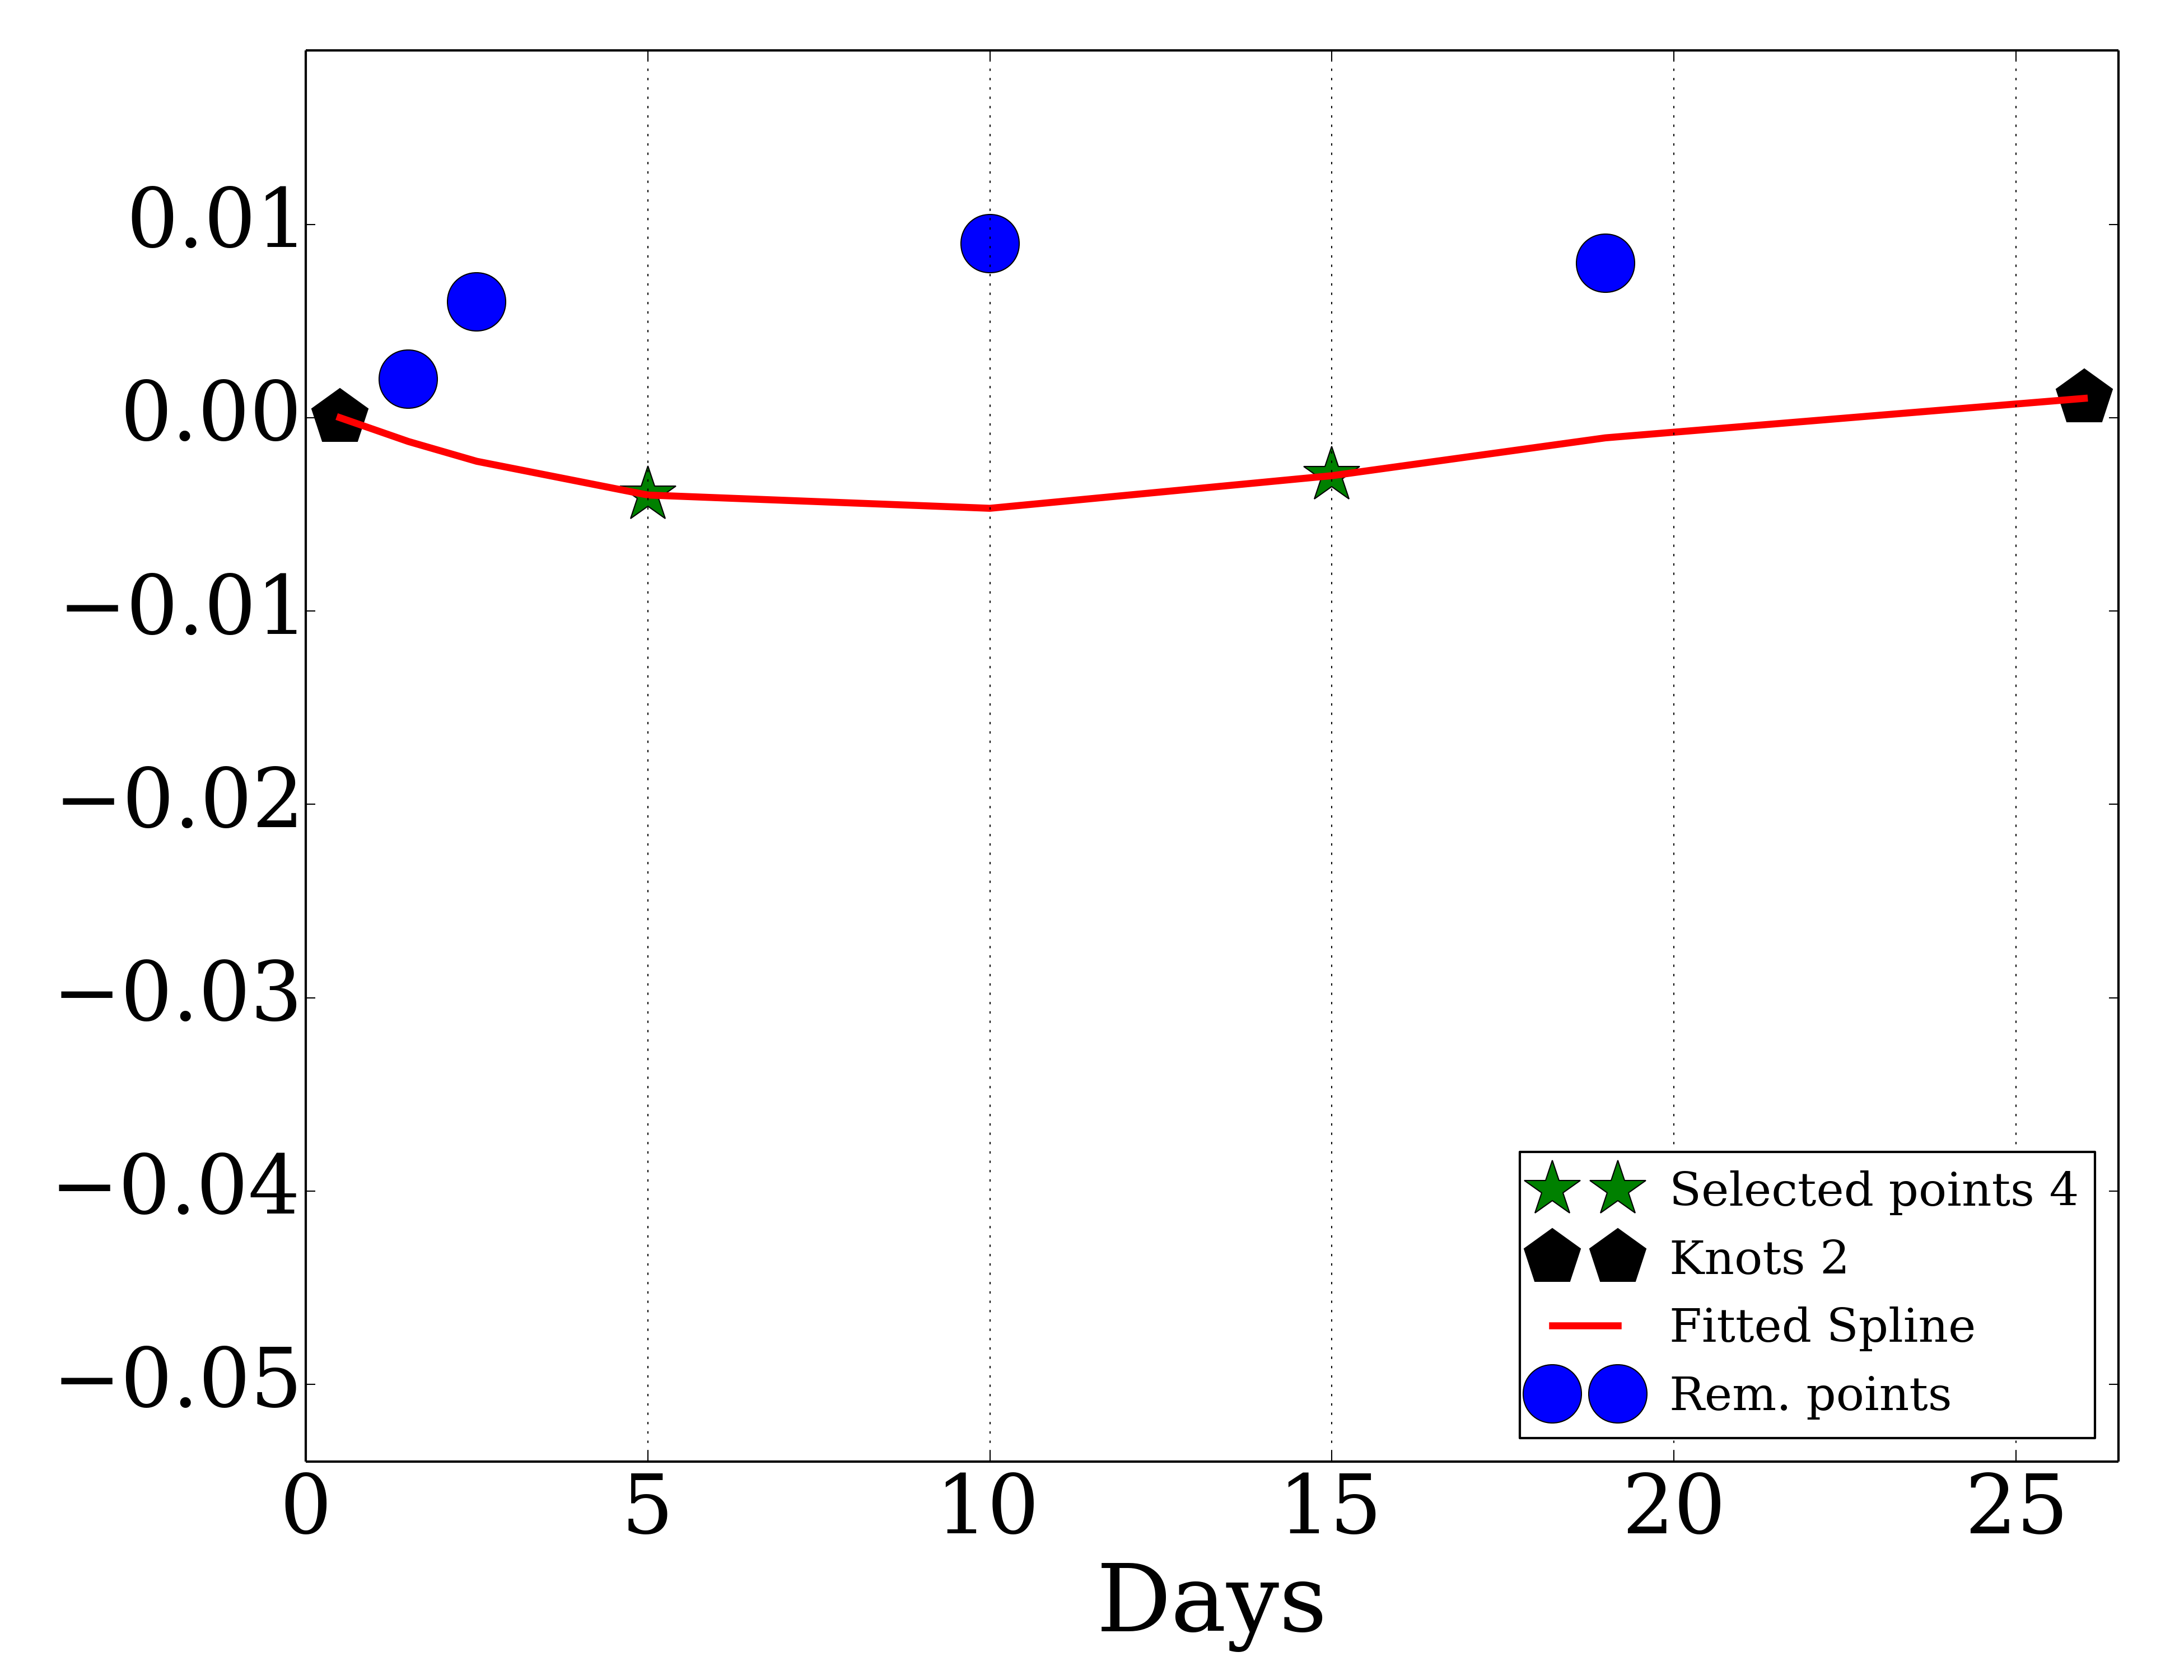 0.01
0.00
−0.01
−0.02
−0.03
−0.04
−0.05
Selected points 4
Knots 2
Fitted Spline
Rem. points
0 5 10 15 20 25
Days